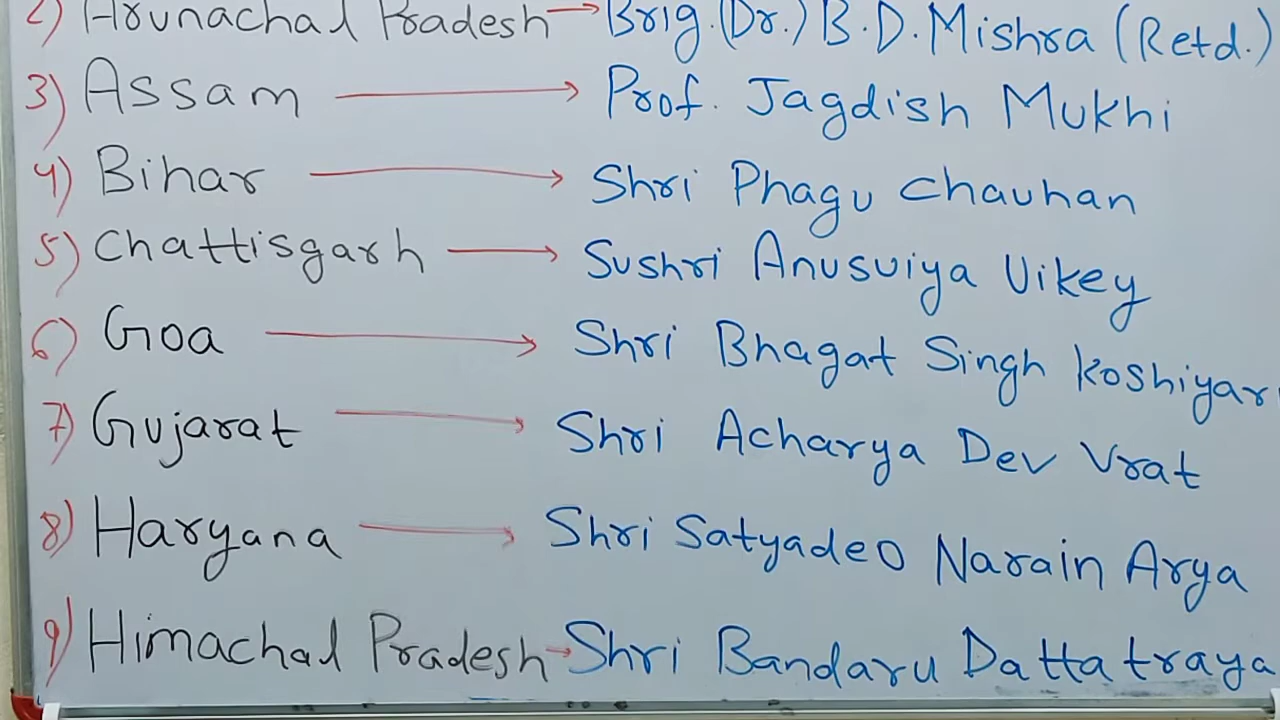 2) Arunachal Pradesh → Brig. (Dr.) B.D. Mishra (Retd.)
3) Assam → Prof. Jagdish Mukhi
4) Bihar → Shri Phagu Chauhan
5) Chattisgarh → Sushri Anusuiya Uikey
6) Goa → Shri Bhagat Singh Koshiyari
7) Gujarat → Shri Acharya Dev Vrat
8) Haryana → Shri Satyadeo Narain Arya
9) Himachal Pradesh → Shri Bandaru Dattatraya